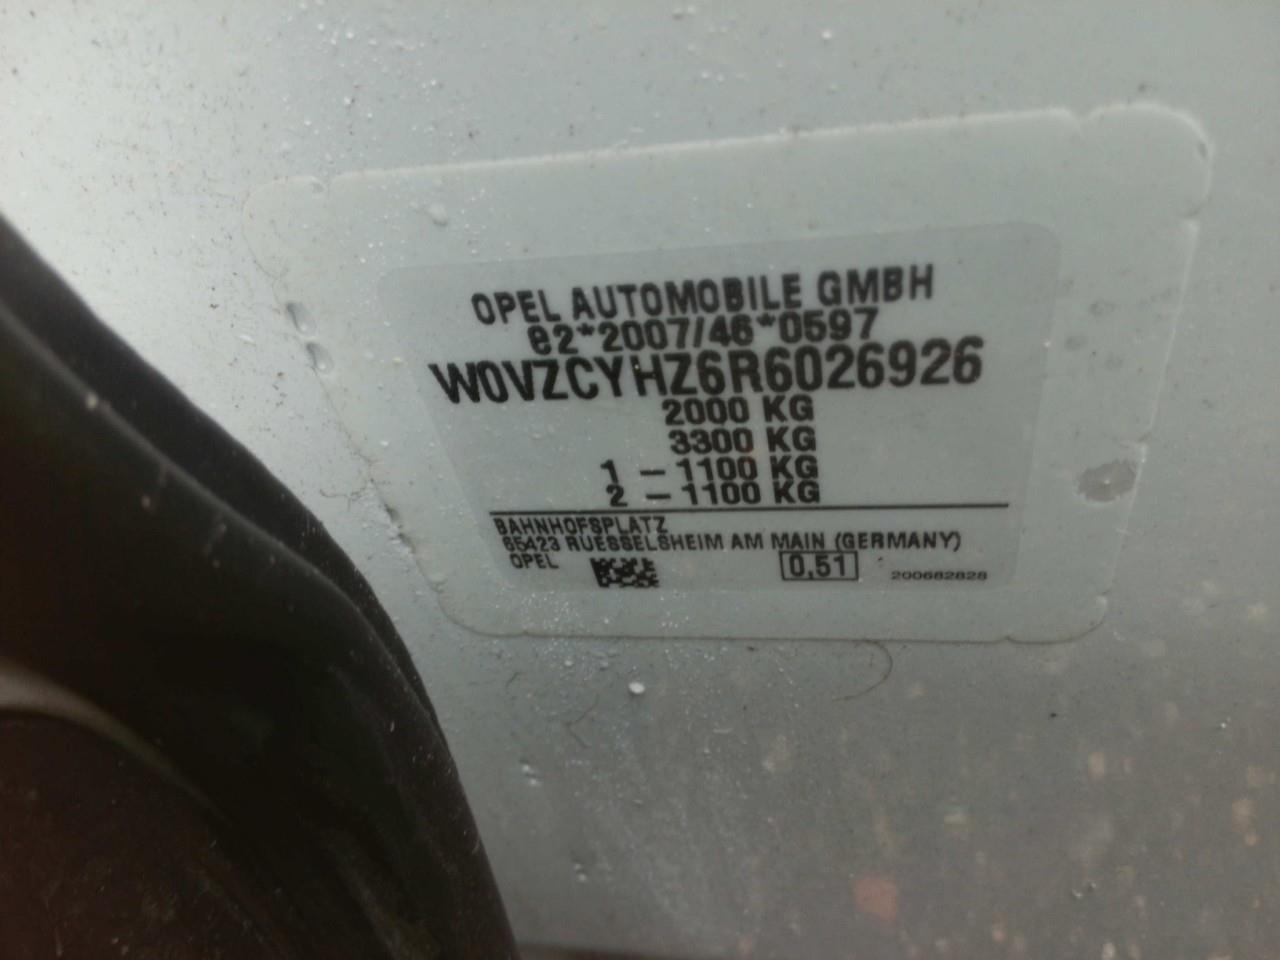 OPEL AUTOMOBILE GMBH
e2*2007/46*0597
W0VZCYHZ6R6026926
2000 KG
3300 KG
1 - 1100 KG
2 - 1100 KG
BAHNHOFSPLATZ
65423 RUESSELSHEIM AM MAIN (GERMANY)
OPEL 0,51 200682828